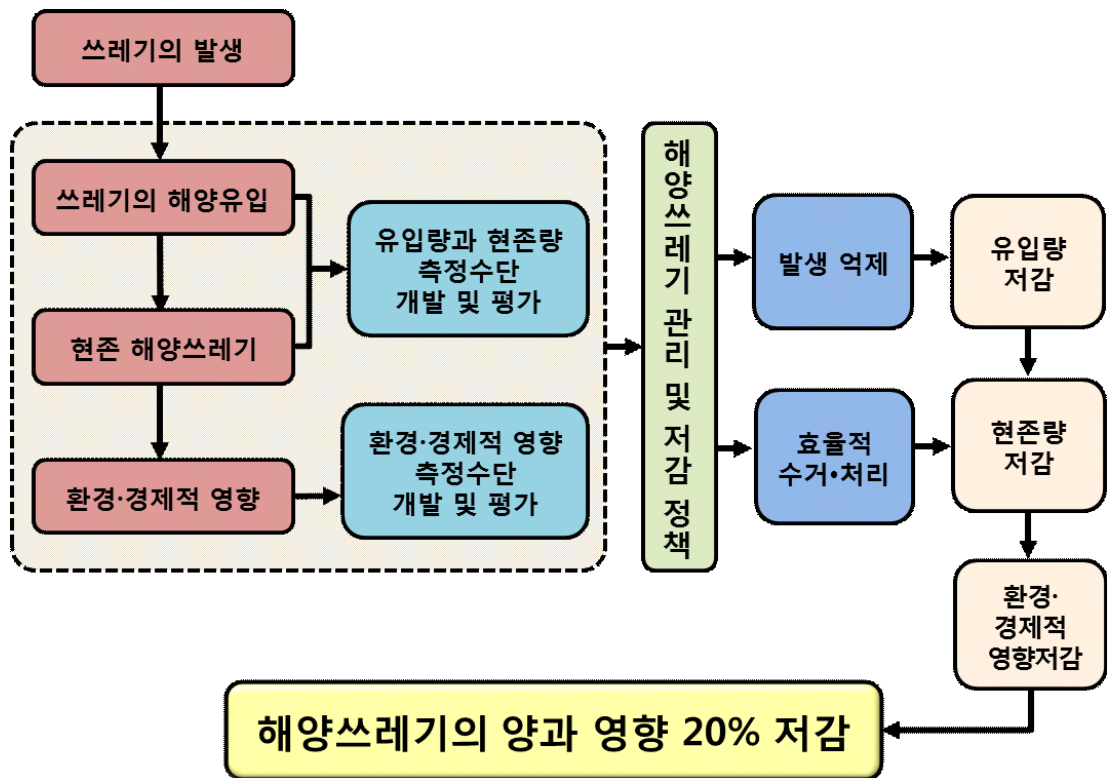 쓰레기의 발생
쓰레기의 해양유입
현존 해양쓰레기
환경·경제적 영향
유입량과 현존량
측정수단
개발 및 평가
환경·경제적 영향
측정수단
개발 및 평가
해양쓰레기 관리 및 저감 정책
발생 억제
효율적
수거·처리
유입량
저감
현존량
저감
환경·
경제적
영향저감
해양쓰레기의 양과 영향 20% 저감